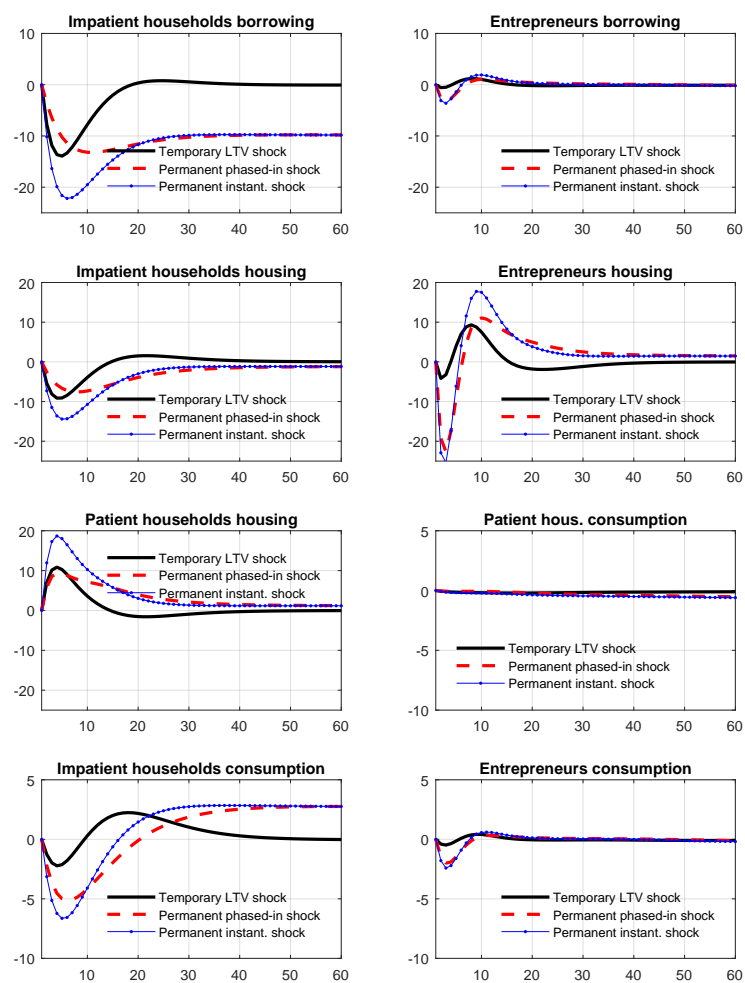 Impatient households borrowing
10
0
-10
-20
Temporary LTV shock
Permanent phased-in shock
Permanent instant. shock
10 20 30 40 50 60
Entrepreneurs borrowing
10
0
-10
-20
Temporary LTV shock
Permanent phased-in shock
Permanent instant. shock
10 20 30 40 50 60
Impatient households housing
20
10
0
-10
-20
Temporary LTV shock
Permanent phased-in shock
Permanent instant. shock
10 20 30 40 50 60
Entrepreneurs housing
20
10
0
-10
-20
Temporary LTV shock
Permanent phased-in shock
Permanent instant. shock
10 20 30 40 50 60
Patient households housing
20
10
0
-10
-20
Temporary LTV shock
Permanent phased-in shock
Permanent instant. shock
10 20 30 40 50 60
Patient hous. consumption
5
0
-5
-10
Temporary LTV shock
Permanent phased-in shock
Permanent instant. shock
10 20 30 40 50 60
Impatient households consumption
5
0
-5
-10
Temporary LTV shock
Permanent phased-in shock
Permanent instant. shock
10 20 30 40 50 60
Entrepreneurs consumption
5
0
-5
-10
Temporary LTV shock
Permanent phased-in shock
Permanent instant. shock
10 20 30 40 50 60